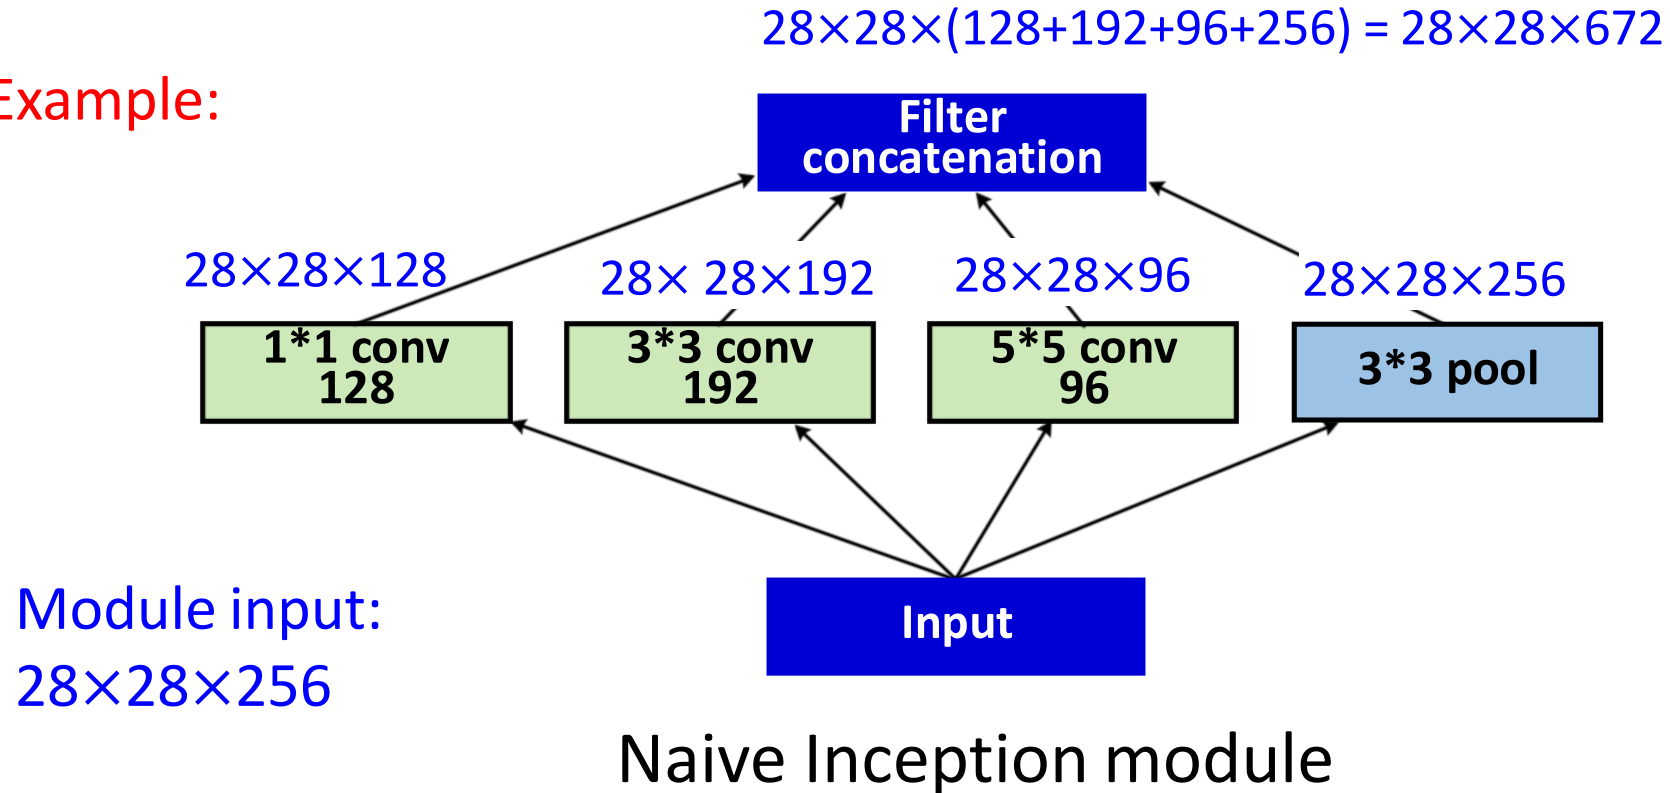 28×28×(128+192+96+256) = 28×28×672
Example:
Filter
concatenation
28×28×128
28× 28×192
28×28×96
28×28×256
1*1 conv
128
3*3 conv
192
5*5 conv
96
3*3 pool
Module input:
28×28×256
Input
Naive Inception module